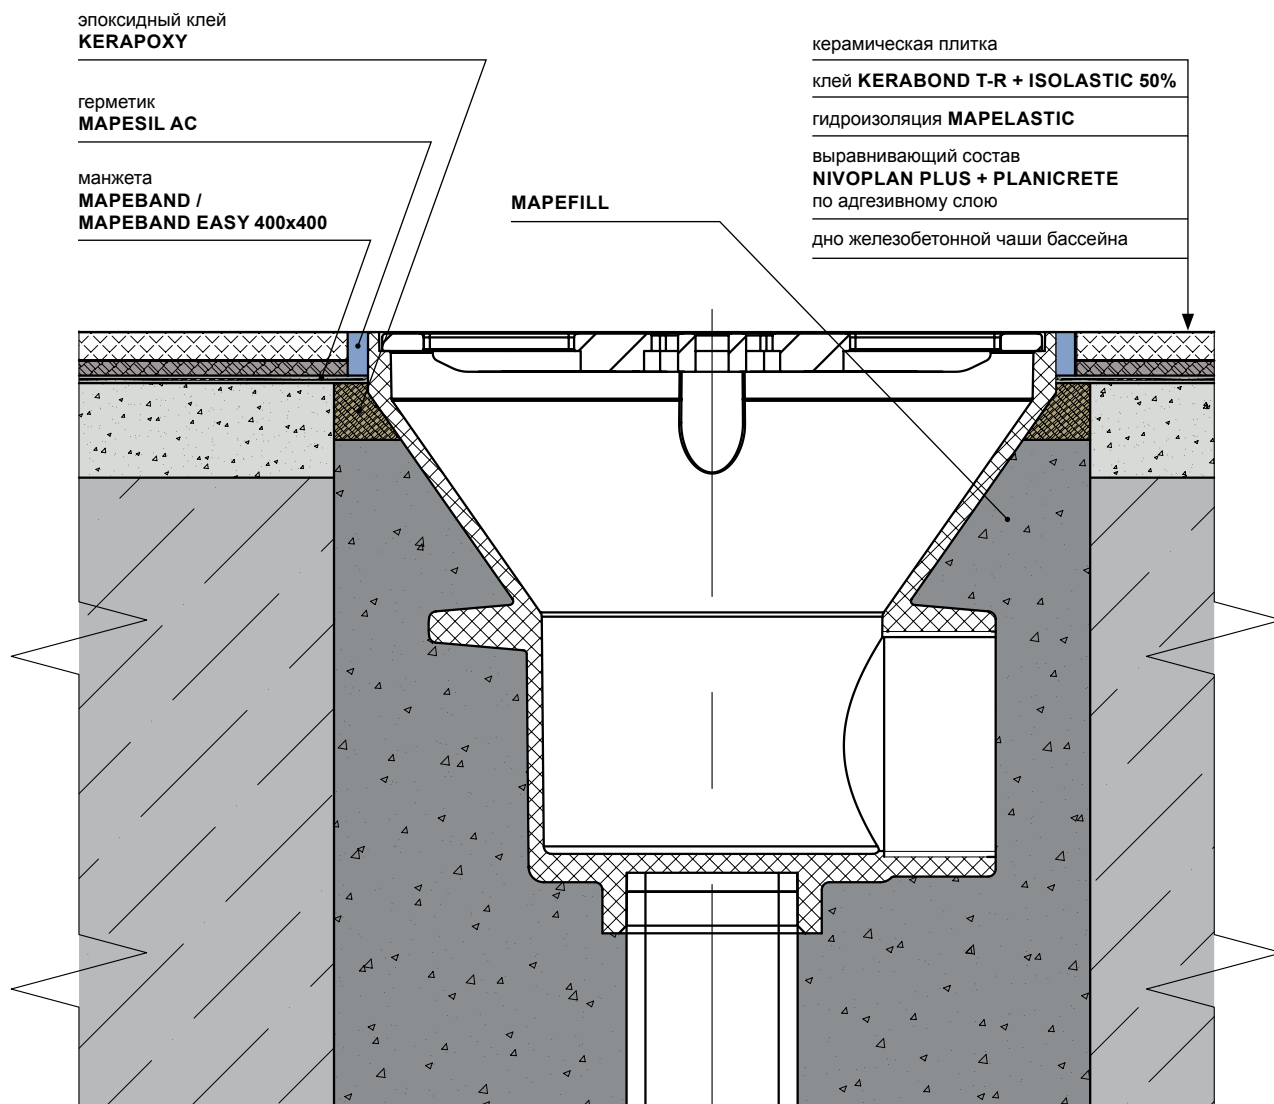 эпоксидный клей
KERAPOXY
герметик
MAPESIL AC
манжета
MAPEBAND /
MAPEBAND EASY 400x400
MAPEFILL
керамическая плитка
клей KERABOND T-R + ISOLASTIC 50%
гидроизоляция MAPELASTIC
выравнивающий состав
NIVOPLAN PLUS + PLANICRETE
по адгезивному слою
дно железобетонной чаши бассейна